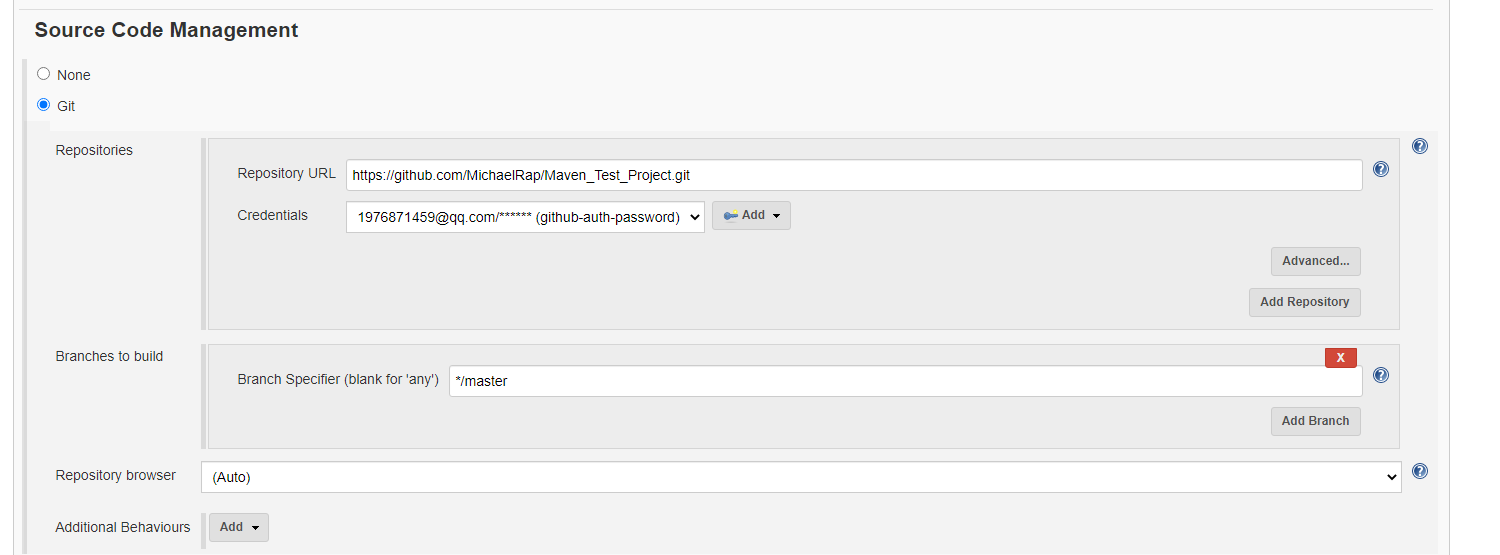 Source Code Management
None
Git
Repositories
Repository URL https://github.com/MichaelRap/Maven_Test_Project.git
Credentials 1976871459@qq.com/****** (github-auth-password) Add
Advanced...
Add Repository
Branches to build
X
Branch Specifier (blank for 'any') */master
Add Branch
Repository browser (Auto)
Additional Behaviours Add